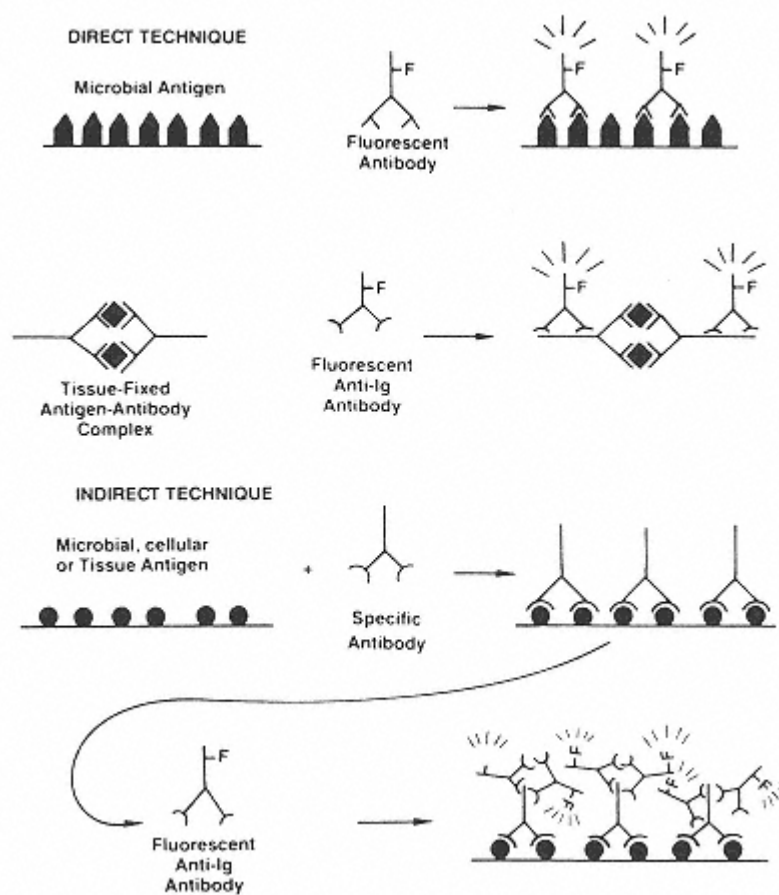 DIRECT TECHNIQUE
Microbial Antigen
F
Fluorescent
Antibody
F
F
Tissue-Fixed
Antigen-Antibody
Complex
F
Fluorescent
Anti-Ig
Antibody
F
F
INDIRECT TECHNIQUE
Microbial, cellular
or Tissue Antigen
+
Specific
Antibody
F
Fluorescent
Anti-Ig
Antibody
F
F
F
F
F
F